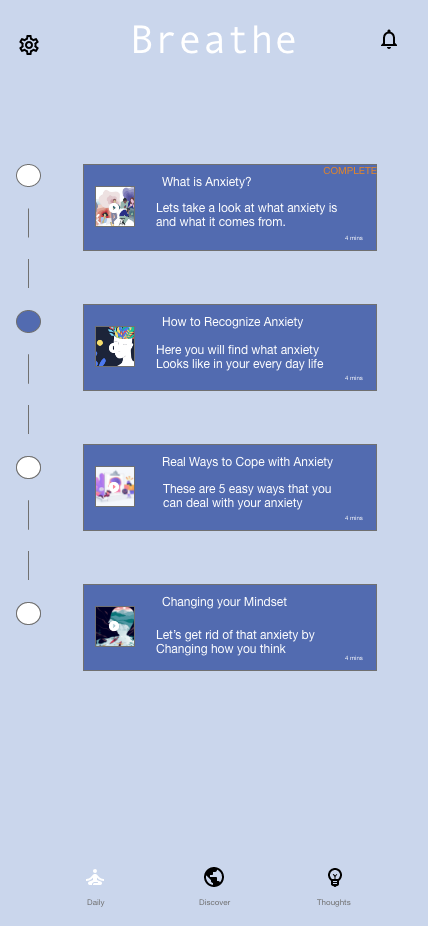 Breathe
COMPLETE
What is Anxiety?
Lets take a look at what anxiety is
and what it comes from.
4 mins
How to Recognize Anxiety
Here you will find what anxiety
Looks like in your every day life
4 mins
Real Ways to Cope with Anxiety
These are 5 easy ways that you
can deal with your anxiety
4 mins
Changing your Mindset
Let's get rid of that anxiety by
Changing how you think
4 mins
Daily
Discover
Thoughts